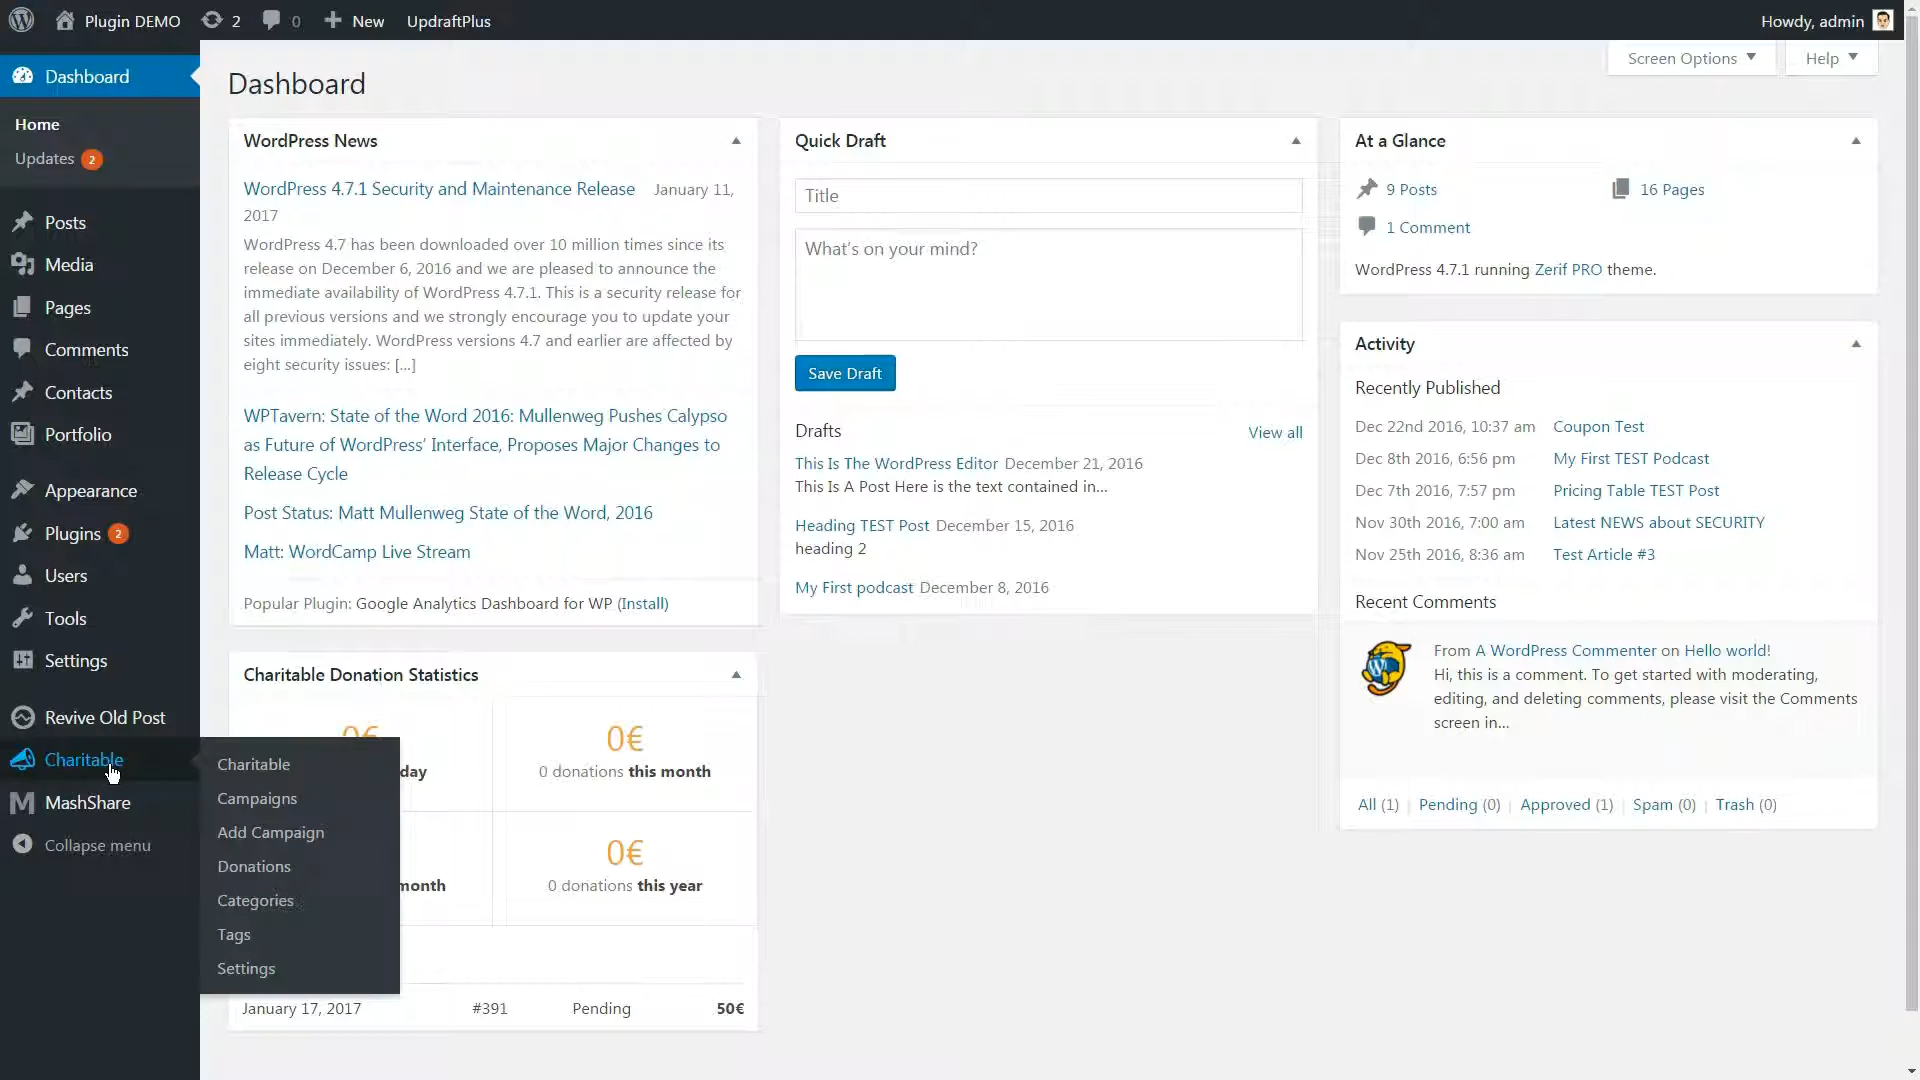 Plugin DEMO 2 0 New UpdraftPlus Howdy, admin
Dashboard
Home
Updates 2
Posts
Media
Pages
Comments
Contacts
Portfolio
Appearance
Plugins 2
Users
Tools
Settings
Revive Old Post
Charitable
MashShare
Collapse menu
Charitable
Campaigns
Add Campaign
Donations
Categories
Tags
Settings
Screen Options Help
Dashboard
WordPress News
WordPress 4.7.1 Security and Maintenance Release January 11,
2017
WordPress 4.7 has been downloaded over 10 million times since its
release on December 6, 2016 and we are pleased to announce the
immediate availability of WordPress 4.7.1. This is a security release for
all previous versions and we strongly encourage you to update your
sites immediately. WordPress versions 4.7 and earlier are affected by
eight security issues: [...]
WPTavern: State of the Word 2016: Mullenweg Pushes Calypso
as Future of WordPress' Interface, Proposes Major Changes to
Release Cycle
Post Status: Matt Mullenweg State of the Word, 2016
Matt: WordCamp Live Stream
Popular Plugin: Google Analytics Dashboard for WP (Install)
Charitable Donation Statistics
0€ 0€
day 0 donations this month
0€
month 0 donations this year
January 17, 2017 #391 Pending 50€
Quick Draft
Title
What's on your mind?
Save Draft
Drafts View all
This Is The WordPress Editor December 21, 2016
This Is A Post Here is the text contained in...
Heading TEST Post December 15, 2016
heading 2
My First podcast December 8, 2016
At a Glance
9 Posts 16 Pages
1 Comment
WordPress 4.7.1 running Zerif PRO theme.
Activity
Recently Published
Dec 22nd 2016, 10:37 am Coupon Test
Dec 8th 2016, 6:56 pm My First TEST Podcast
Dec 7th 2016, 7:57 pm Pricing Table TEST Post
Nov 30th 2016, 7:00 am Latest NEWS about SECURITY
Nov 25th 2016, 8:36 am Test Article #3
Recent Comments
From A WordPress Commenter on Hello world!
Hi, this is a comment. To get started with moderating,
editing, and deleting comments, please visit the Comments
screen in...
All (1) | Pending (0) | Approved (1) | Spam (0) | Trash (0)